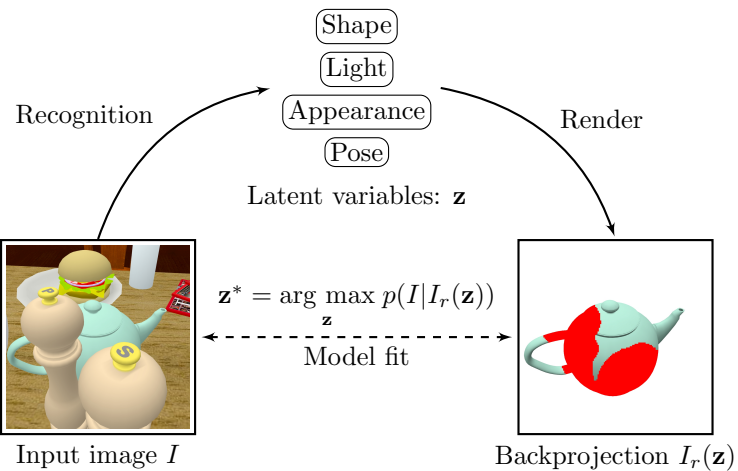 Shape
Light
Appearance
Pose
Recognition
Render
Latent variables: z
P
S
z* = arg max p(I|I_r(z))
z
Model fit
Input image I
Backprojection I_r(z)